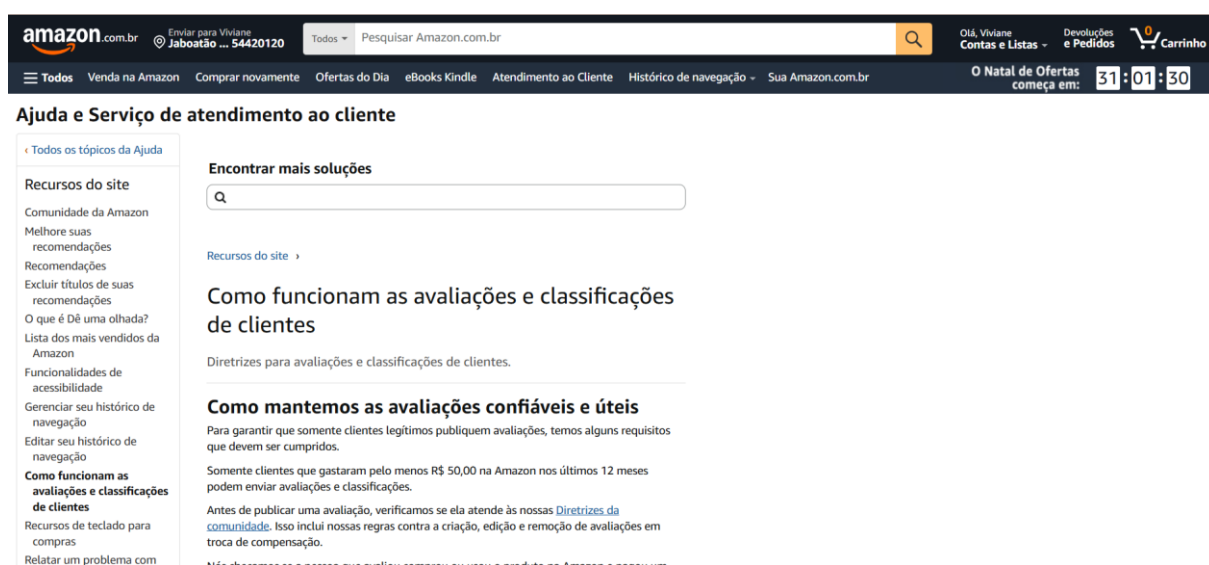 amazon.com.br
Enviar para Viviane
Jaboatão ... 54420120
Todos
Pesquisar Amazon.com.br
Olá, Viviane
Contas e Listas
Devoluções
e Pedidos
0
Carrinho
Todos Venda na Amazon Comprar novamente Ofertas do Dia eBooks Kindle Atendimento ao Cliente Histórico de navegação Sua Amazon.com.br
O Natal de Ofertas
começa em:
31:01:30
Ajuda e Serviço de atendimento ao cliente
‹ Todos os tópicos da Ajuda
Recursos do site
Comunidade da Amazon
Melhore suas
recomendações
Recomendações
Excluir títulos de suas
recomendações
O que é Dê uma olhada?
Lista dos mais vendidos da
Amazon
Funcionalidades de
acessibilidade
Gerenciar seu histórico de
navegação
Editar seu histórico de
navegação
Como funcionam as
avaliações e classificações
de clientes
Recursos de teclado para
compras
Relatar um problema com
Encontrar mais soluções
Recursos do site ›
Como funcionam as avaliações e classificações
de clientes
Diretrizes para avaliações e classificações de clientes.
Como mantemos as avaliações confiáveis e úteis
Para garantir que somente clientes legítimos publiquem avaliações, temos alguns requisitos
que devem ser cumpridos.
Somente clientes que gastaram pelo menos R$ 50,00 na Amazon nos últimos 12 meses
podem enviar avaliações e classificações.
Antes de publicar uma avaliação, verificamos se ela atende às nossas Diretrizes da
comunidade. Isso inclui nossas regras contra a criação, edição e remoção de avaliações em
troca de compensação.